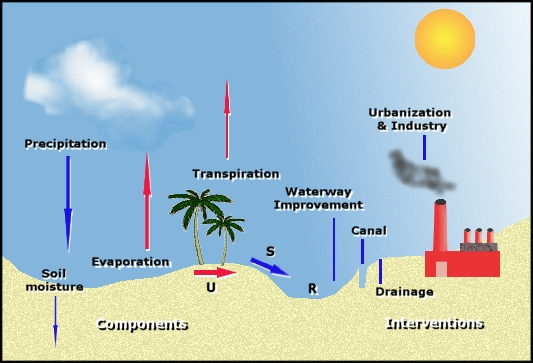 Urbanization
& Industry
Precipitation
Transpiration
Waterway
Improvement
Canal
S
Evaporation
Soil
moisture
U
R
Drainage
Components
Interventions